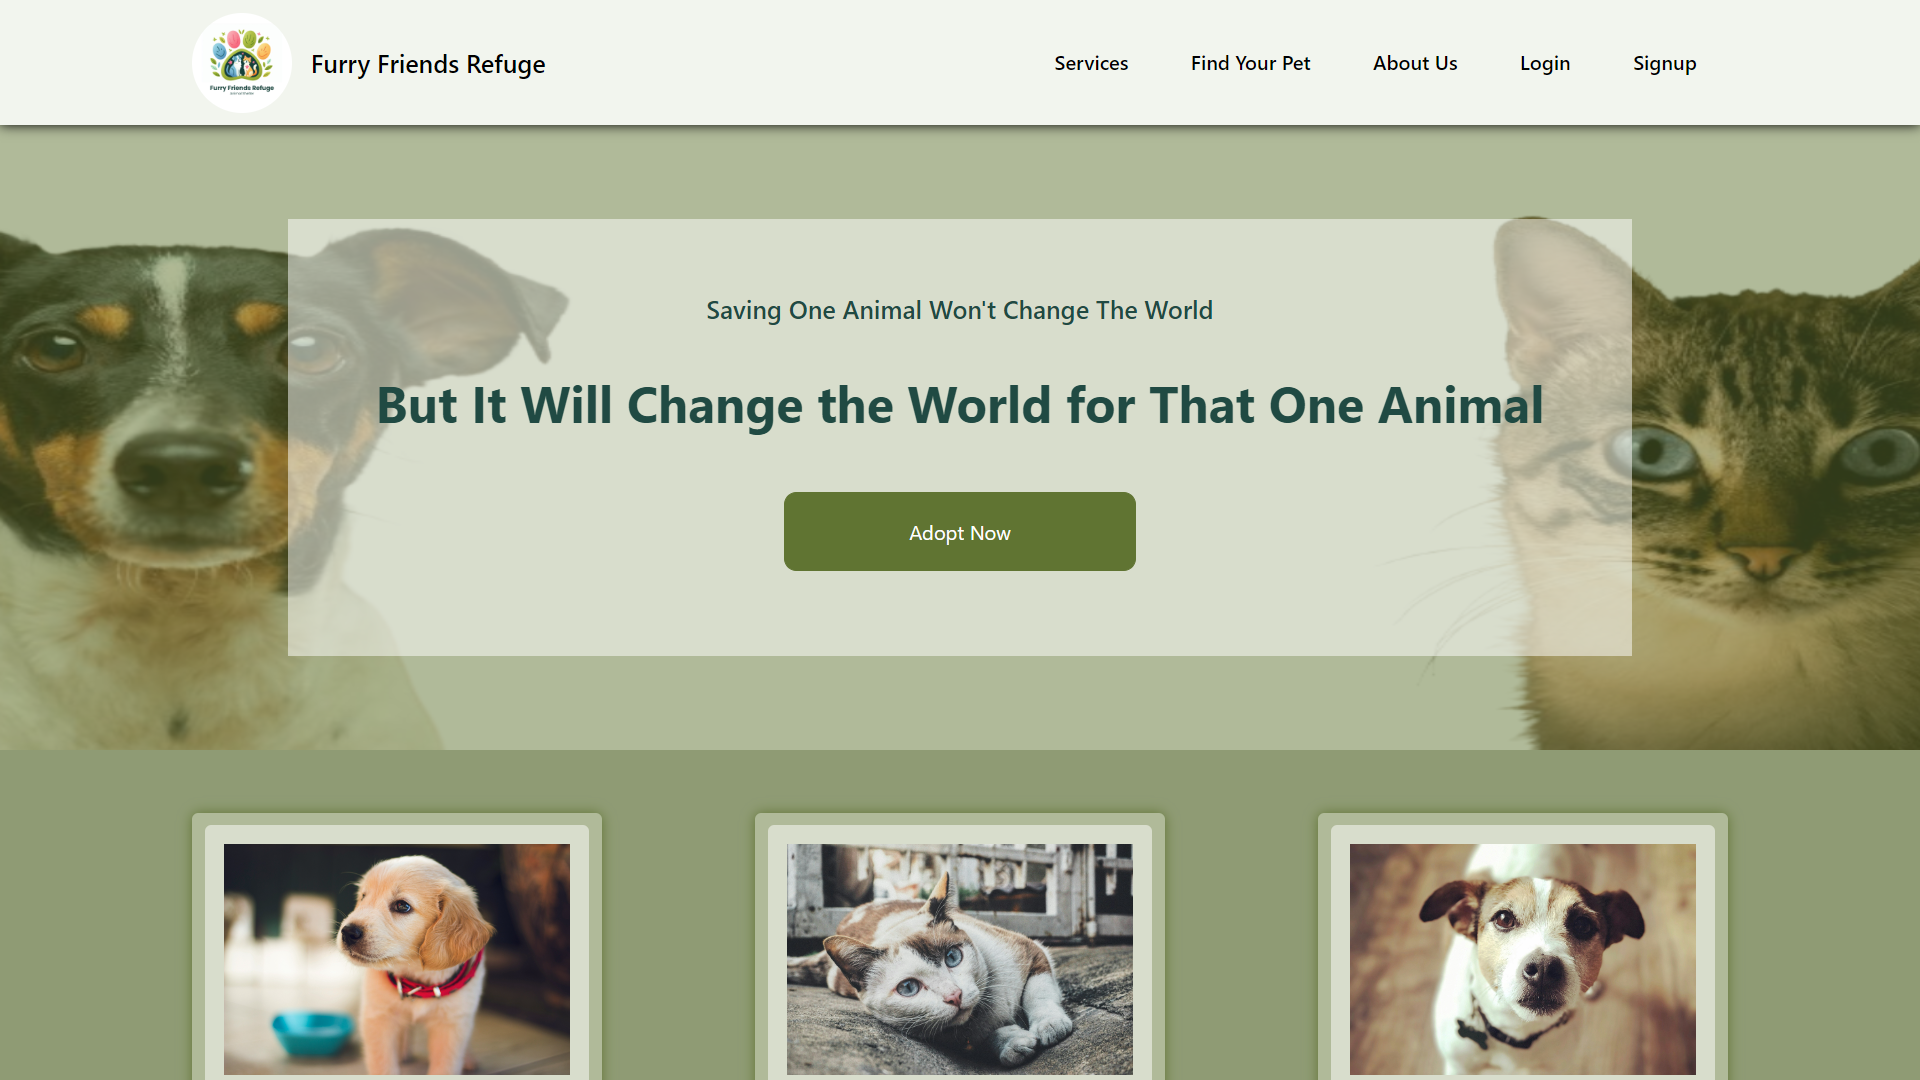 Furry Friends Refuge
Furry Friends Refuge
Services
Find Your Pet
About Us
Login
Signup
Saving One Animal Won't Change The World
But It Will Change the World for That One Animal
Adopt Now